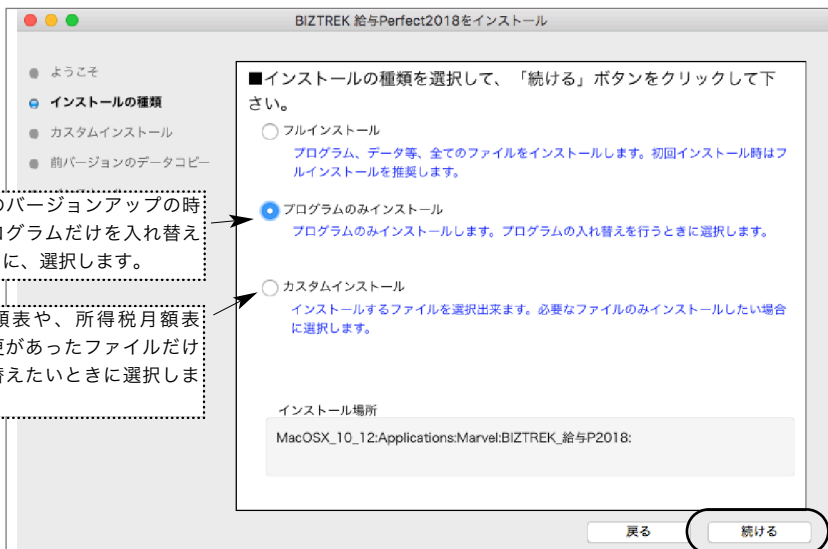 BIZTREK 給与Perfect2018をインストール
ようこそ
インストールの種類
カスタムインストール
前バージョンのデータコピー
■インストールの種類を選択して、「続ける」ボタンをクリックして下
さい。
フルインストール
プログラム、データ等、全てのファイルをインストールします。初回インストール時はフ
ルインストールを推奨します。
プログラムのみインストール
プログラムのみインストールします。プログラムの入れ替えを行うときに選択します。
カスタムインストール
インストールするファイルを選択出来ます。必要なファイルのみインストールしたい場合
に選択します。
インストール場所
MacOSX_10_12:Applications:Marvel:BIZTREK_給与P2018:
戻る
続ける
のバージョンアップの時
ログラムだけを入れ替え
に、選択します。
額表や、所得税月額表
更があったファイルだけ
替えたいときに選択しま